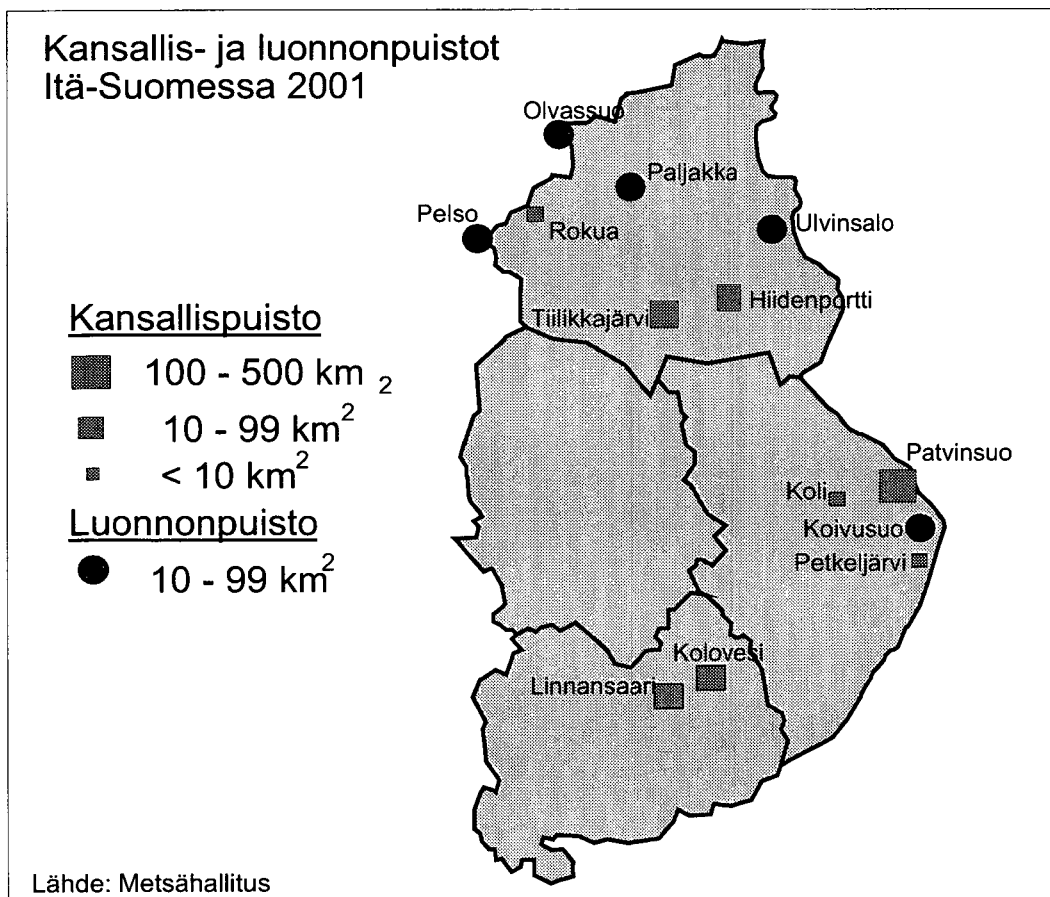 Kansallis- ja luonnonpuistot
Itä-Suomessa 2001
Olvassuo
Paljakka
Pelso
Rokua
Ulvinsalo
Hiidenportti
Tiilikkajärvi
Kansallispuisto
100 - 500 km 2
10 - 99 km2
< 10 km2
Luonnonpuisto
10 - 99 km2
Patvinsuo
Koli
Koivusuo
Petkeljärvi
Kolovesi
Linnansaari
Lähde: Metsähallitus